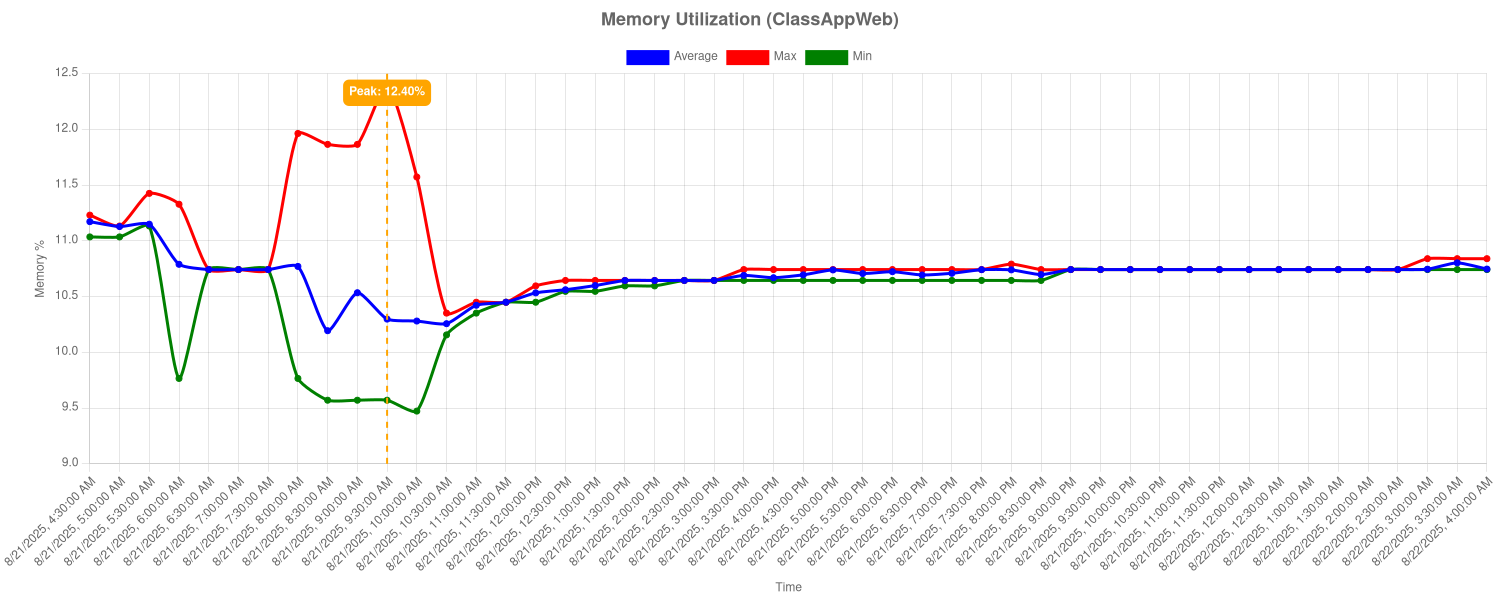 Memory Utilization (ClassAppWeb)
Average Max Min
Peak: 12.40%
12.5
12.0
11.5
11.0
10.5
10.0
9.5
9.0
Memory %
8/21/2025, 4:30:00 AM
8/21/2025, 5:00:00 AM
8/21/2025, 5:30:00 AM
8/21/2025, 6:00:00 AM
8/21/2025, 6:30:00 AM
8/21/2025, 7:00:00 AM
8/21/2025, 7:30:00 AM
8/21/2025, 8:00:00 AM
8/21/2025, 8:30:00 AM
8/21/2025, 9:00:00 AM
8/21/2025, 9:30:00 AM
8/21/2025, 10:00:00 AM
8/21/2025, 10:30:00 AM
8/21/2025, 11:00:00 AM
8/21/2025, 11:30:00 AM
8/21/2025, 12:00:00 PM
8/21/2025, 12:30:00 PM
8/21/2025, 1:00:00 PM
8/21/2025, 1:30:00 PM
8/21/2025, 2:00:00 PM
8/21/2025, 2:30:00 PM
8/21/2025, 3:00:00 PM
8/21/2025, 3:30:00 PM
8/21/2025, 4:00:00 PM
8/21/2025, 4:30:00 PM
8/21/2025, 5:00:00 PM
8/21/2025, 5:30:00 PM
8/21/2025, 6:00:00 PM
8/21/2025, 6:30:00 PM
8/21/2025, 7:00:00 PM
8/21/2025, 7:30:00 PM
8/21/2025, 8:00:00 PM
8/21/2025, 8:30:00 PM
8/21/2025, 9:00:00 PM
8/21/2025, 9:30:00 PM
8/21/2025, 10:00:00 PM
8/21/2025, 10:30:00 PM
8/21/2025, 11:00:00 PM
8/21/2025, 11:30:00 PM
8/22/2025, 12:00:00 AM
8/22/2025, 12:30:00 AM
8/22/2025, 1:00:00 AM
8/22/2025, 1:30:00 AM
8/22/2025, 2:00:00 AM
8/22/2025, 2:30:00 AM
8/22/2025, 3:00:00 AM
8/22/2025, 3:30:00 AM
8/22/2025, 4:00:00 AM
Time